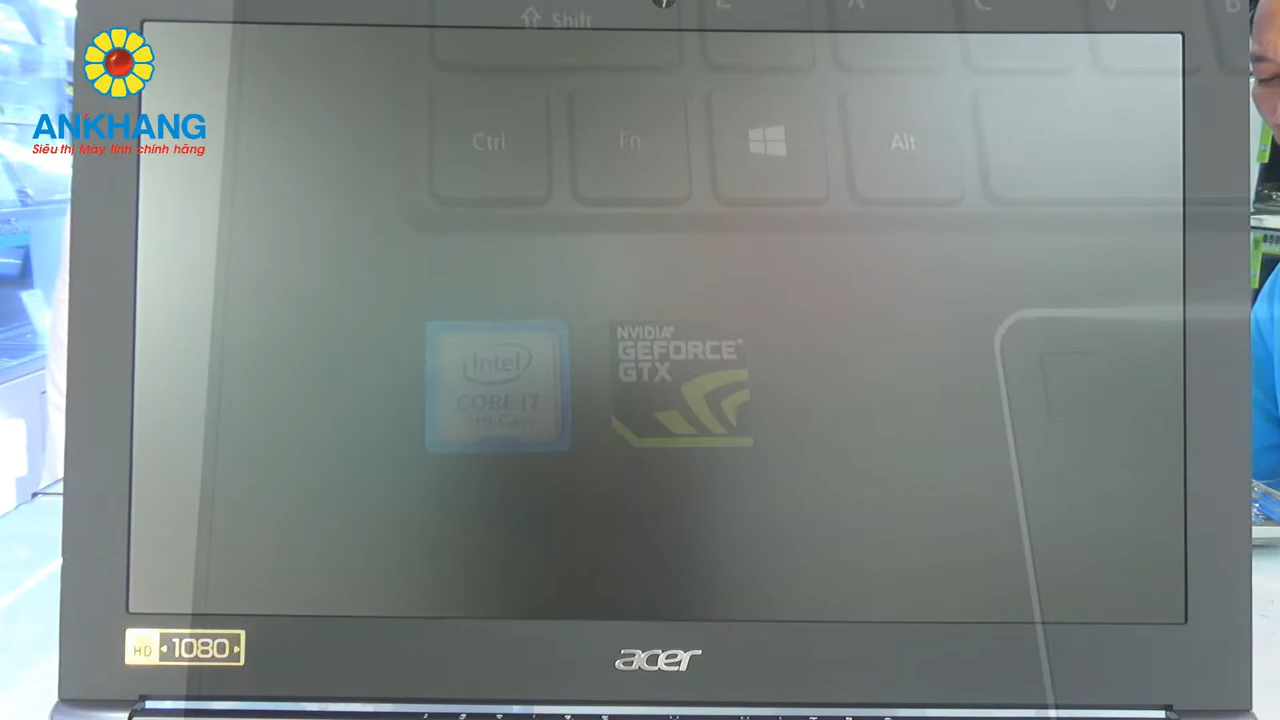 Shift
ANKHANG
Siêu thị Máy tính chính hãng
Ctrl
Fn
Alt
intel
CORE i7
NVIDIA
GEFORCE
GTX
HD
1080
acer